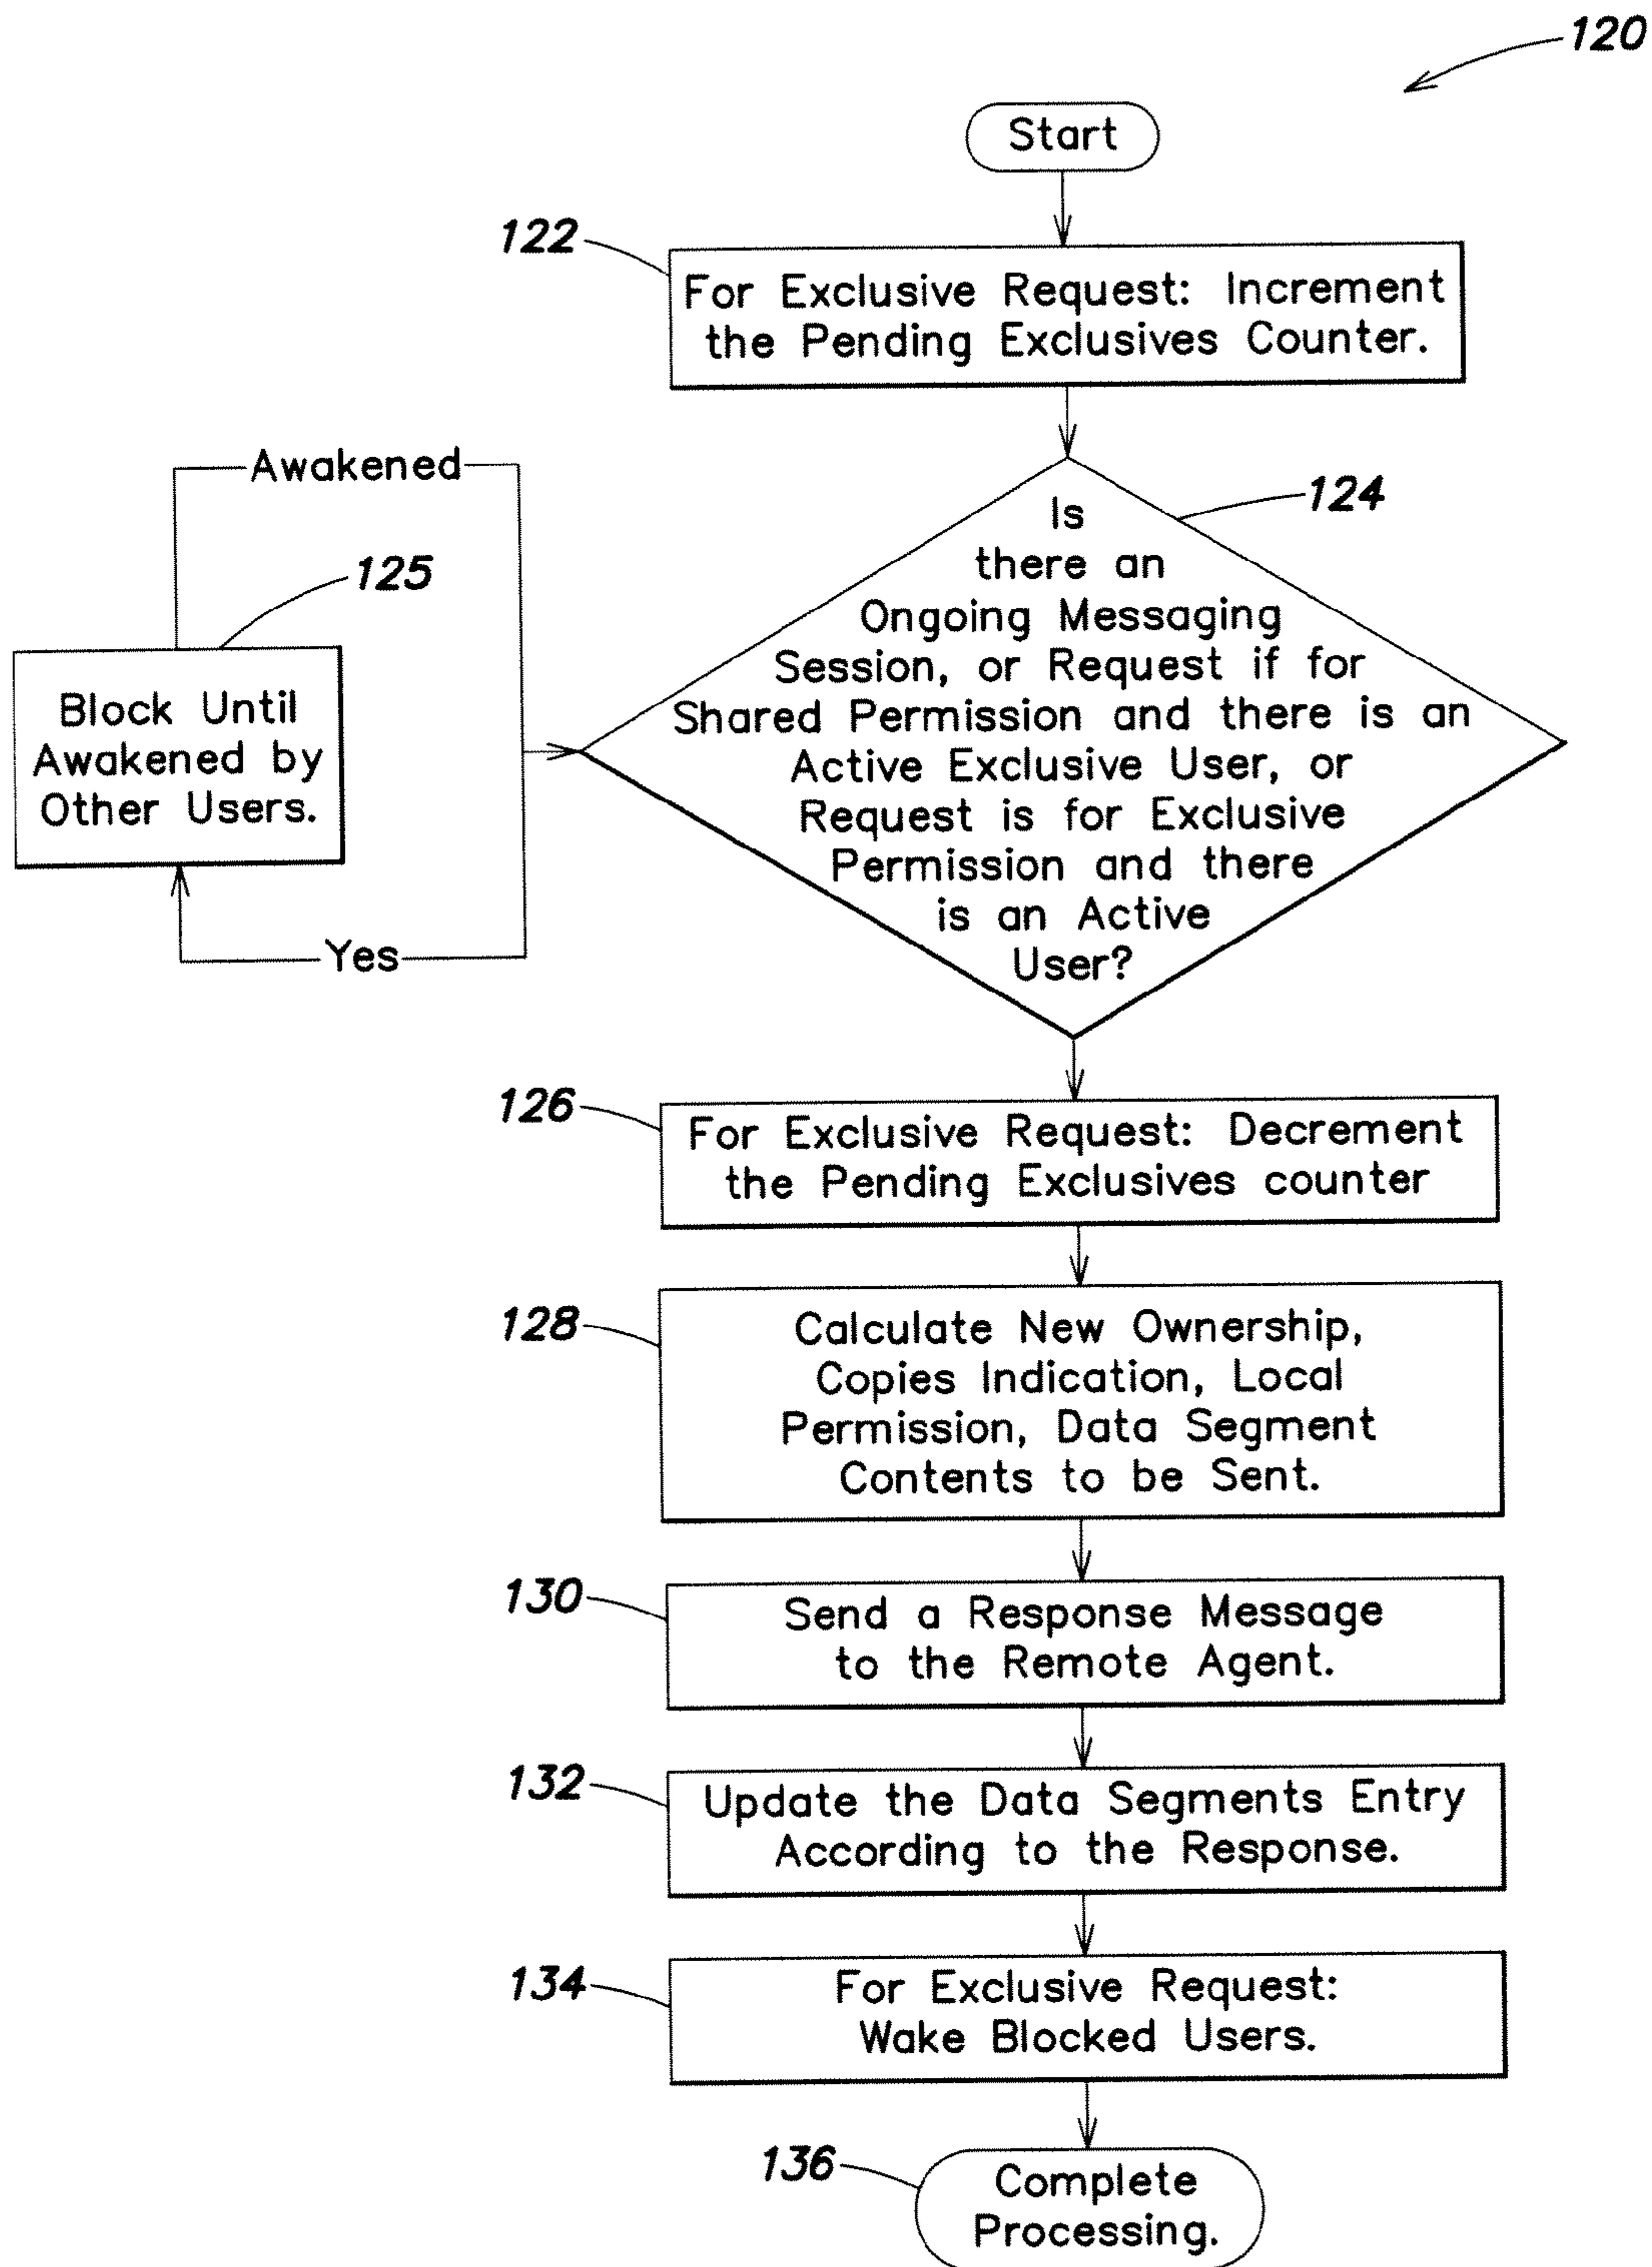 120
Start
122
For Exclusive Request: Increment
the Pending Exclusives Counter.
Awakened
124
125
Is
there an
Ongoing Messaging
Session, or Request if for
Shared Permission and there is an
Active Exclusive User, or
Request is for Exclusive
Permission and there
is an Active
User?
Block Until
Awakened by
Other Users.
Yes
126
For Exclusive Request: Decrement
the Pending Exclusives counter
128
Calculate New Ownership,
Copies Indication, Local
Permission, Data Segment
Contents to be Sent.
130
Send a Response Message
to the Remote Agent.
132
Update the Data Segments Entry
According to the Response.
134
For Exclusive Request:
Wake Blocked Users.
136
Complete
Processing.